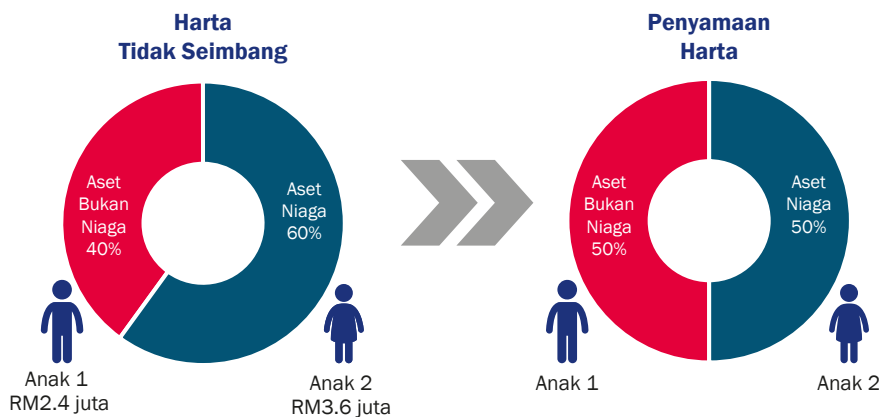 Harta
Tidak Seimbang
Aset
Bukan
Niaga
40%
Aset
Niaga
60%
Anak 1
RM2.4 juta
Anak 2
RM3.6 juta
Penyamaan
Harta
Aset
Bukan
Niaga
50%
Aset
Niaga
50%
Anak 1
Anak 2